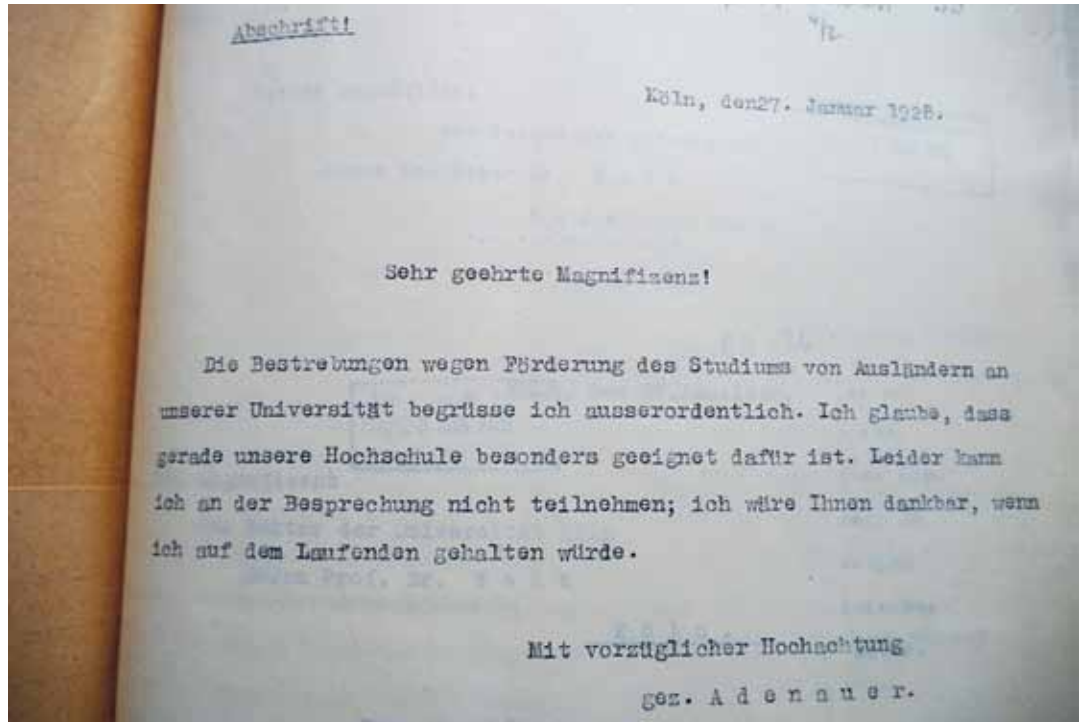 Abschrift!
Köln, den27. Januar 1928.
Sehr geehrte Magnifizenz!
Die Bestrebungen wegen Förderung des Studiums von Ausländern an
unserer Universität begrüsse ich ausserordentlich. Ich glaube, dass
gerade unsere Hochschule besonders geeignet dafür ist. Leider kann
ich an der Besprechung nicht teilnehmen; ich wäre Ihnen dankbar, wenn
ich auf dem Laufenden gehalten würde.
Mit vorzüglicher Hochachtung
gez. A d e n a u e r.